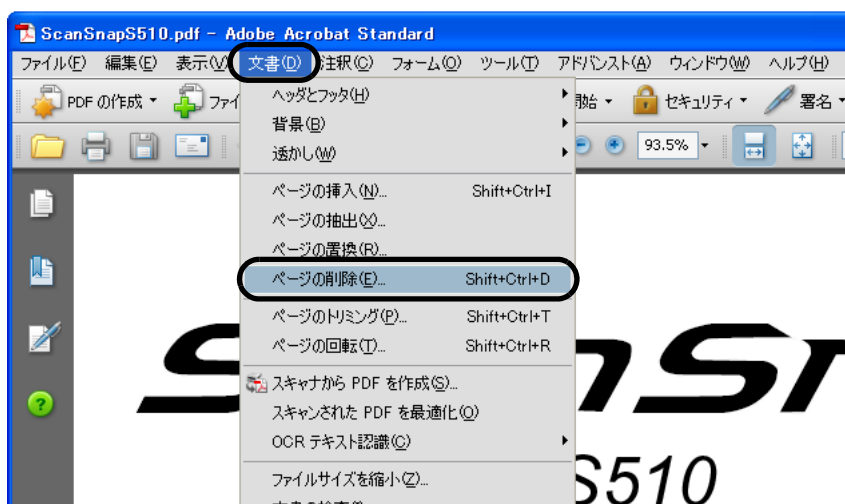 ScanSnapS510.pdf - Adobe Acrobat Standard
ファイル(F) 編集(E) 表示(V) 文書(D) 注釈(C) フォーム(O) ツール(T) アドバンスト(A) ウィンドウ(W) ヘルプ(H)
PDF の作成 セキュリティ 署名
93.5%
ヘッダとフッタ(H)
背景(B)
透かし(W)
ページの挿入(N)... Shift+Ctrl+I
ページの抽出(X)...
ページの置換(R)...
ページの削除(E)... Shift+Ctrl+D
ページのトリミング(P)... Shift+Ctrl+T
ページの回転(T)... Shift+Ctrl+R
スキャナから PDF を作成(S)...
スキャンされた PDF を最適化(O)
OCR テキスト認識(C)
ファイルサイズを縮小(Z)...
S510